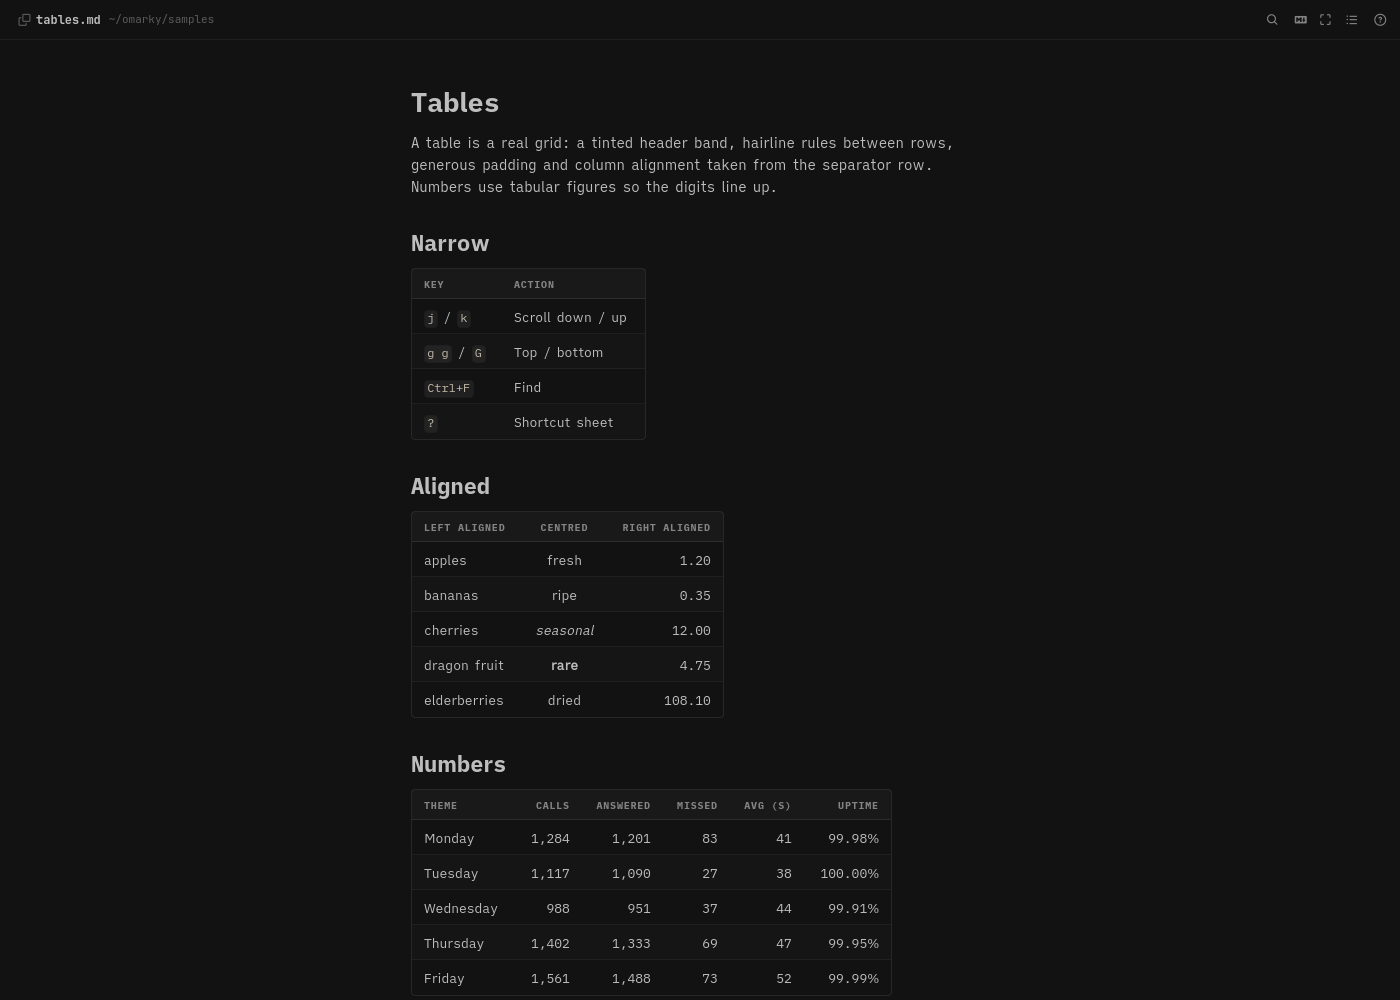 tables.md ~/omarky/samples
Tables
A table is a real grid: a tinted header band, hairline rules between rows,
generous padding and column alignment taken from the separator row.
Numbers use tabular figures so the digits line up.
Narrow
KEY ACTION
j / k Scroll down / up
g g / G Top / bottom
Ctrl+F Find
? Shortcut sheet
Aligned
LEFT ALIGNED CENTRED RIGHT ALIGNED
apples fresh 1.20
bananas ripe 0.35
cherries seasonal 12.00
dragon fruit rare 4.75
elderberries dried 108.10
Numbers
THEME CALLS ANSWERED MISSED AVG (S) UPTIME
Monday 1,284 1,201 83 41 99.98%
Tuesday 1,117 1,090 27 38 100.00%
Wednesday 988 951 37 44 99.91%
Thursday 1,402 1,333 69 47 99.95%
Friday 1,561 1,488 73 52 99.99%